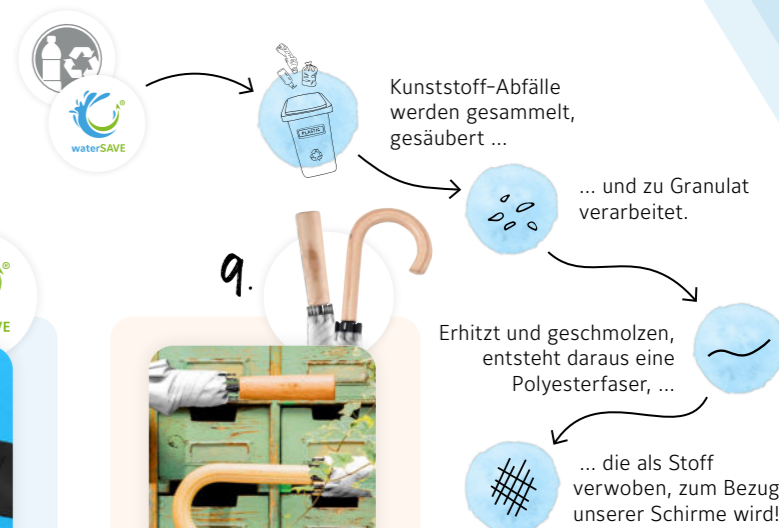 waterSAVE®
PLASTIC
Kunststoff-Abfälle
werden gesammelt,
gesäubert ...
... und zu Granulat
verarbeitet.
9.
Erhitzt und geschmolzen,
entsteht daraus eine
Polyesterfaser, ...
... die als Stoff
verwoben, zum Bezug
unserer Schirme wird!